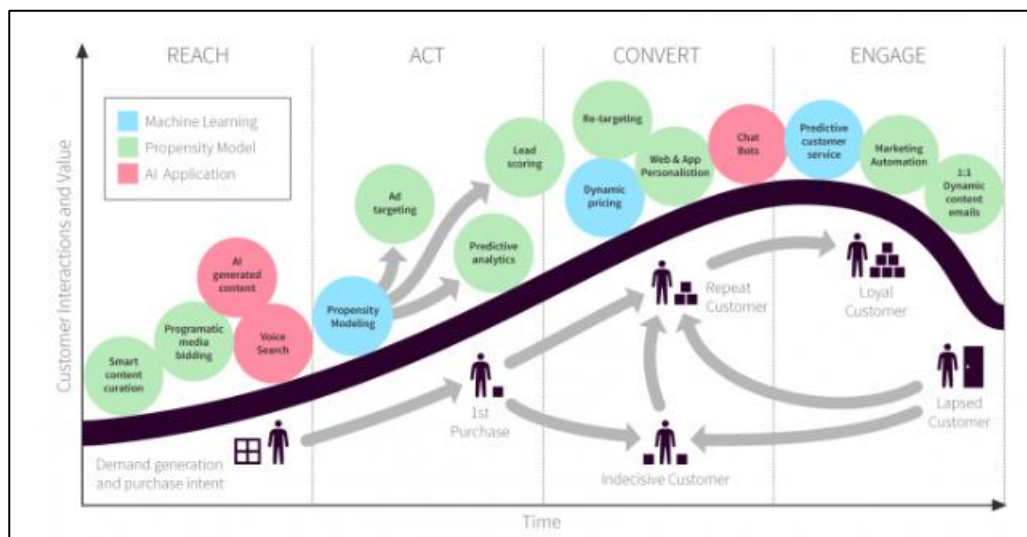 REACH
ACT
CONVERT
ENGAGE
Machine Learning
Propensity Model
AI Application
Customer Interactions and Value
Smart
content
curation
Programatic
media
bidding
AI
generated
content
Voice
Search
Propensity
Modeling
Ad
targeting
Lead
scoring
Predictive
analytics
Re-targeting
Dynamic
pricing
Web & App
Personalistion
Chat
Bots
Predictive
customer
service
Marketing
Automation
1:1
Dynamic
content
emails
Demand generation
and purchase intent
1st
Purchase
Repeat
Customer
Indecisive Customer
Loyal
Customer
Lapsed
Customer
Time